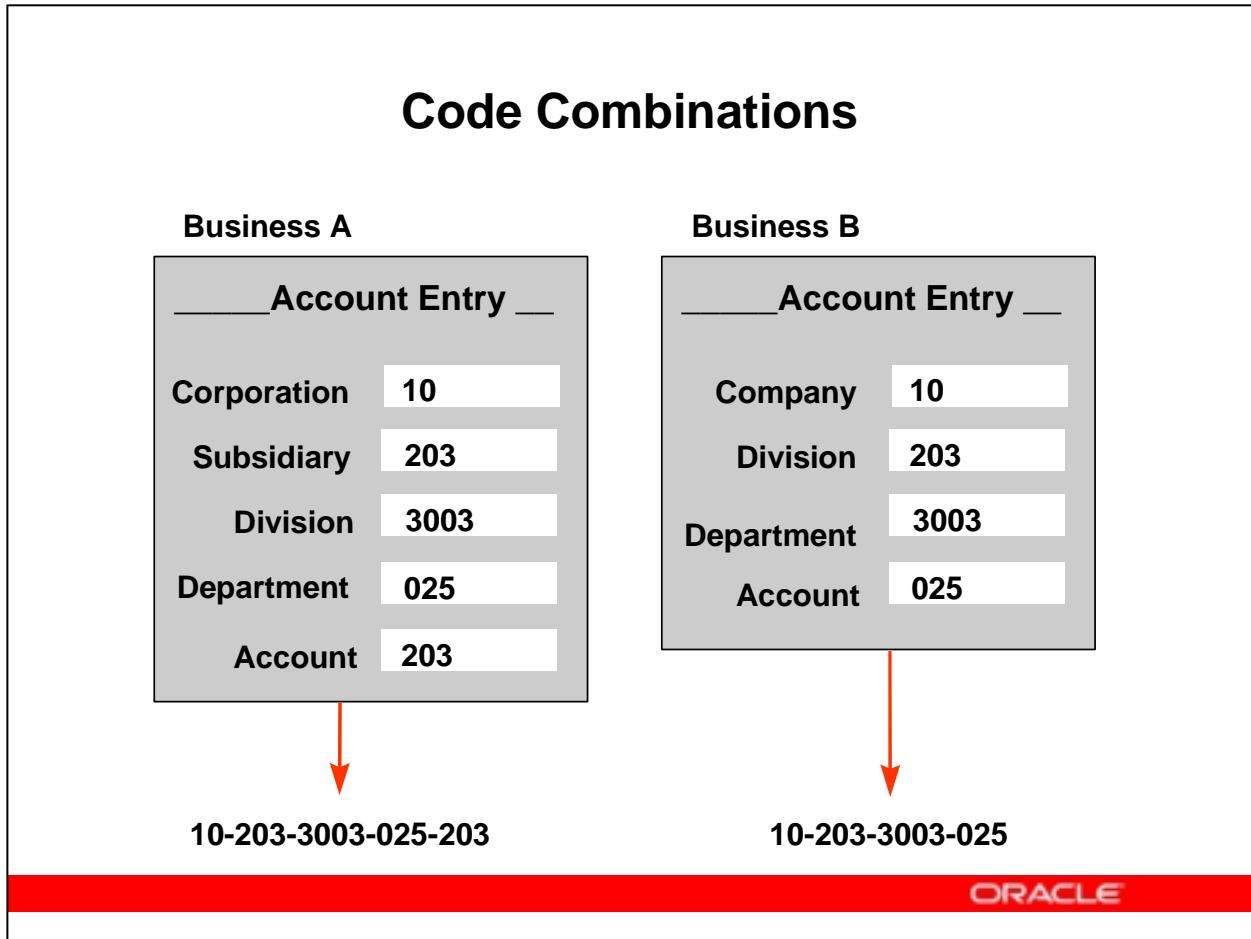 Code Combinations
Business A
_____Account Entry __
Corporation 10
Subsidiary 203
Division 3003
Department 025
Account 203
10-203-3003-025-203
Business B
_____Account Entry __
Company 10
Division 203
Department 3003
Account 025
10-203-3003-025
ORACLE